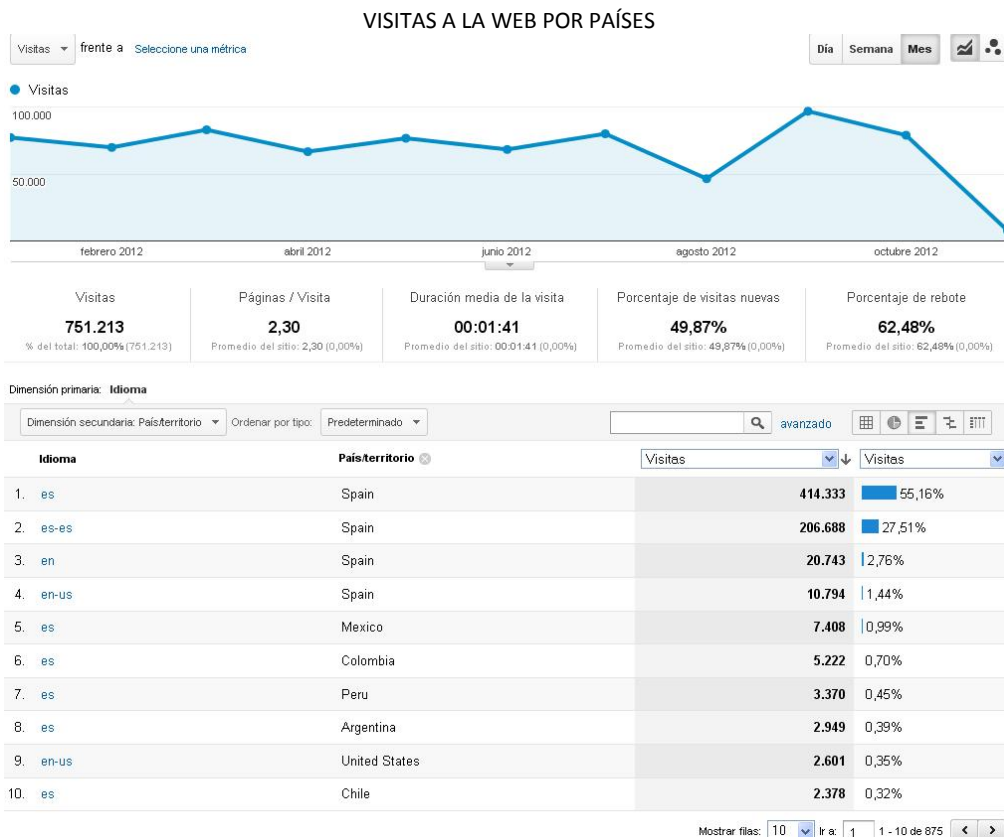 VISITAS A LA WEB POR PAÍSES
Visitas frente a Seleccione una métrica Día Semana Mes
Visitas
100.000
50.000
febrero 2012 abril 2012 junio 2012 agosto 2012 octubre 2012
Visitas Páginas / Visita Duración media de la visita Porcentaje de visitas nuevas Porcentaje de rebote
751.213 2,30 00:01:41 49,87% 62,48%
% del total: 100,00% (751.213) Promedio del sitio: 2,30 (0,00%) Promedio del sitio: 00:01:41 (0,00%) Promedio del sitio: 49,87% (0,00%) Promedio del sitio: 62,48% (0,00%)
Dimensión primaria: Idioma
Dimensión secundaria: País/territorio Ordenar por tipo: Predeterminado avanzado
Idioma País/territorio Visitas Visitas
1. es Spain 414.333 55,16%
2. es-es Spain 206.688 27,51%
3. en Spain 20.743 2,76%
4. en-us Spain 10.794 1,44%
5. es Mexico 7.408 0,99%
6. es Colombia 5.222 0,70%
7. es Peru 3.370 0,45%
8. es Argentina 2.949 0,39%
9. en-us United States 2.601 0,35%
10. es Chile 2.378 0,32%
Mostrar filas: 10 Ir a: 1 1 - 10 de 875